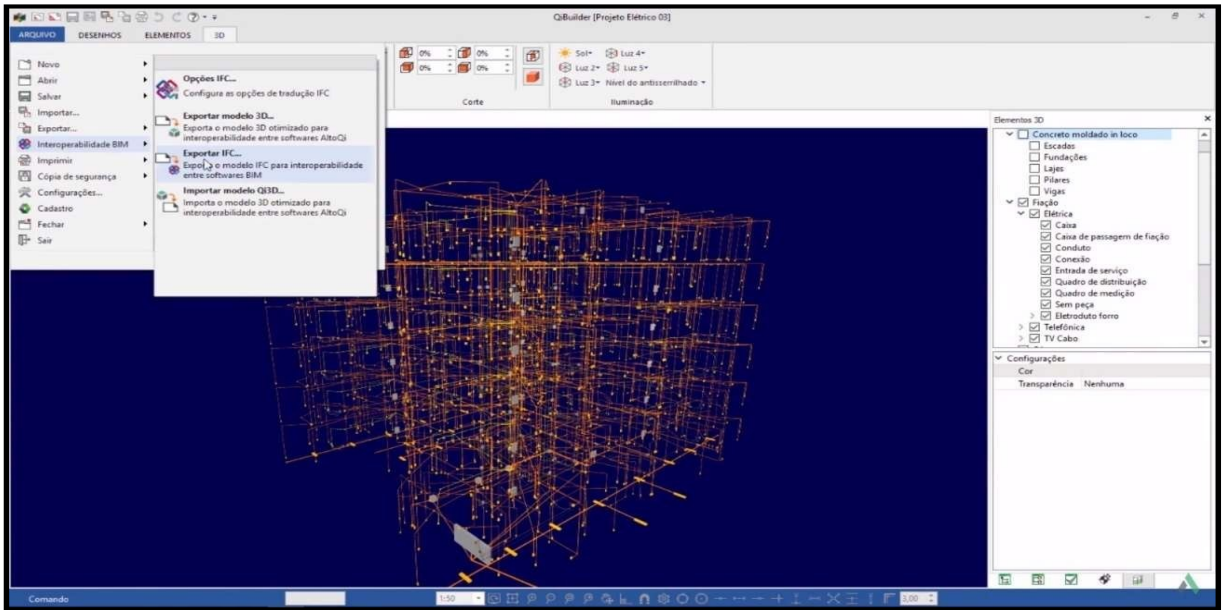 QiBuilder [Projeto Elétrico 03]
ARQUIVO DESENHOS ELEMENTOS 3D
Novo
Abrir
Salvar
Importar...
Exportar...
Interoperabilidade BIM
Imprimir
Cópia de segurança
Configurações...
Cadastro
Fechar
Sair
Opções IFC...
Configura as opções de tradução IFC
Exportar modelo 3D...
Exporta o modelo 3D otimizado para
interoperabilidade entre softwares AltoQi
Exportar IFC...
Exporta o modelo IFC para interoperabilidade
entre softwares BIM
Importar modelo Qi3D...
Importa o modelo 3D otimizado para
interoperabilidade entre softwares AltoQi
0% 0%
0% 0%
Corte
Sol Luz 4
Luz 2 Luz 5
Luz 3 Nível do antisserrilhado
Iluminação
Elementos 3D
Concreto moldado in loco
Escadas
Fundações
Lajes
Pilares
Vigas
Fiação
Elétrica
Caixa
Caixa de passagem de fiação
Conduto
Conexão
Entrada de serviço
Quadro de distribuição
Quadro de medição
Sem peça
Eletroduto forro
Telefônica
TV Cabo
Configurações
Cor
Transparência Nenhuma
Comando
1:50
3,00